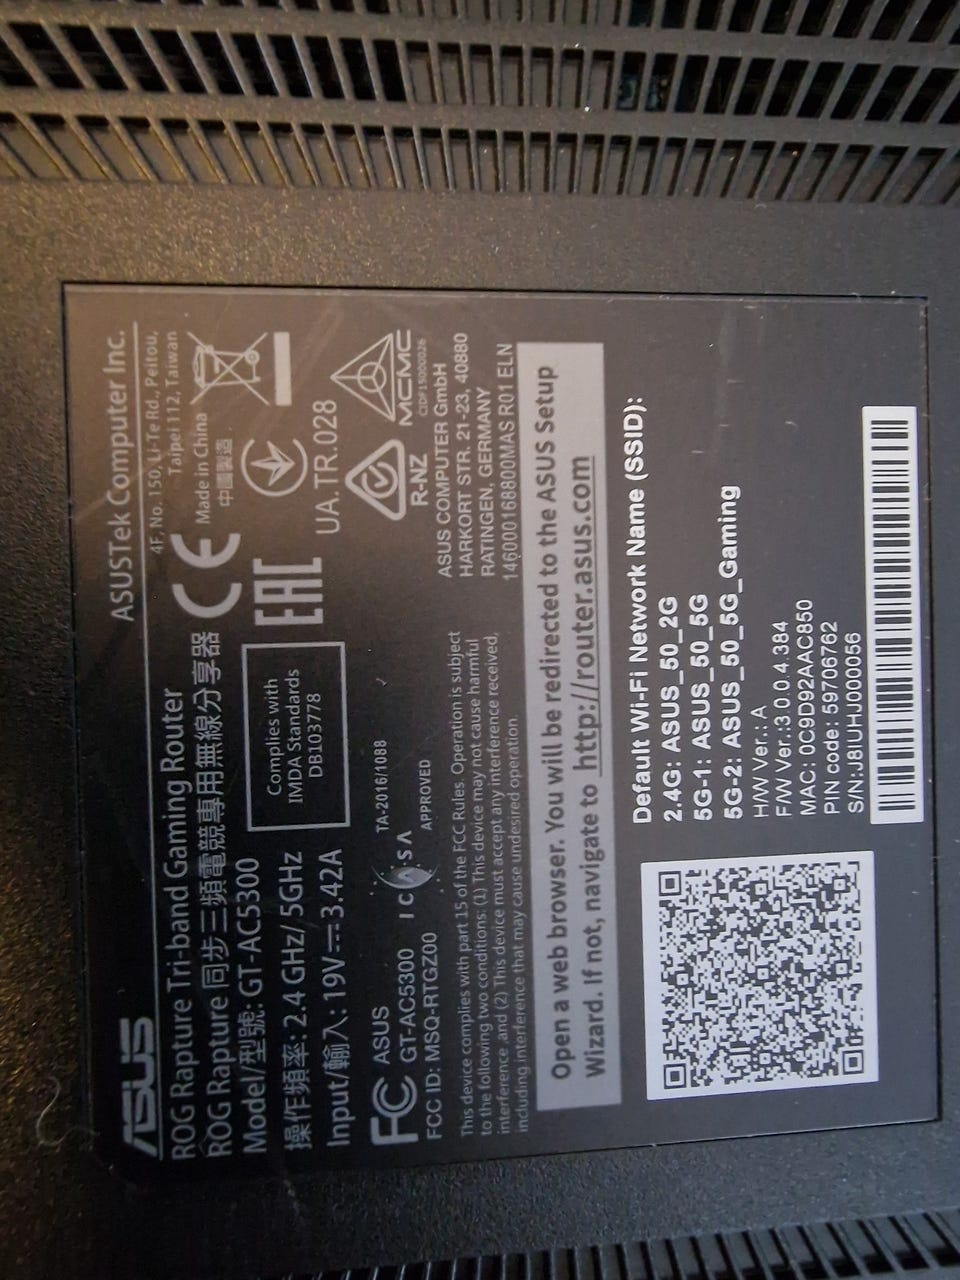 ASUS
ASUSTek Computer Inc.
4F, No. 150, Li-Te Rd., Peitou,
Taipei 112, Taiwan
ROG Rapture Tri-band Gaming Router
ROG Rapture 同步三頻電競專用無線分享器
Model/型號: GT-AC5300
操作頻率: 2.4 GHz/ 5GHz
Input/輸入: 19V⎓3.42A
CE
Made in China
中國製造
EAC
UA.TR.028
Complies with
IMDA Standards
DB103778
FC ASUS
GT-AC5300
FCC ID: MSQ-RTGZ00
ICASA
TA-2016/1088
APPROVED
R-NZ
MCMC
CIDF15000026
ASUS COMPUTER GmbH
HARKORT STR. 21-23, 40880
RATINGEN, GERMANY
146000168800MAS R01 ELN
This device complies with part 15 of the FCC Rules. Operation is subject
to the following two conditions: (1) This device may not cause harmful
interference ,and (2) This device must accept any interference received,
including interference that may cause undesired operation.
Open a web browser. You will be redirected to the ASUS Setup
Wizard. If not, navigate to http://router.asus.com
Default Wi-Fi Network Name (SSID):
2.4G: ASUS_50_2G
5G-1: ASUS_50_5G
5G-2: ASUS_50_5G_Gaming
H/W Ver.: A
F/W Ver.:3.0.0.4.384
MAC: 0C9D92AAC850
PIN code: 59706762
S/N:J8IUHJ000056